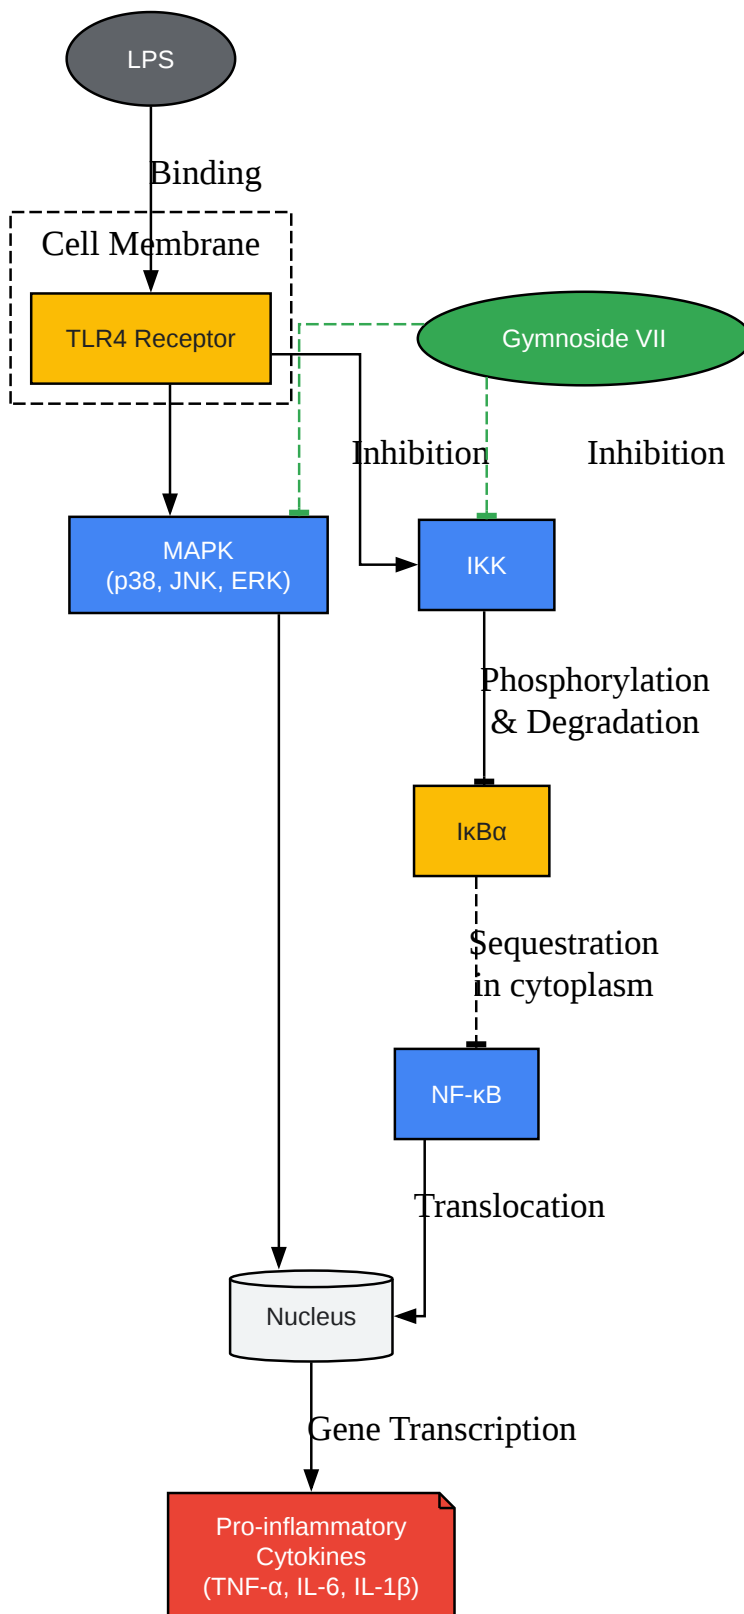 LPS
Binding
Cell Membrane
TLR4 Receptor
Gymnoside VII
Inhibition
Inhibition
MAPK
(p38, JNK, ERK)
IKK
Phosphorylation
& Degradation
IκBα
Sequestration
in cytoplasm
NF-κB
Translocation
Nucleus
Gene Transcription
Pro-inflammatory
Cytokines
(TNF-α, IL-6, IL-1β)